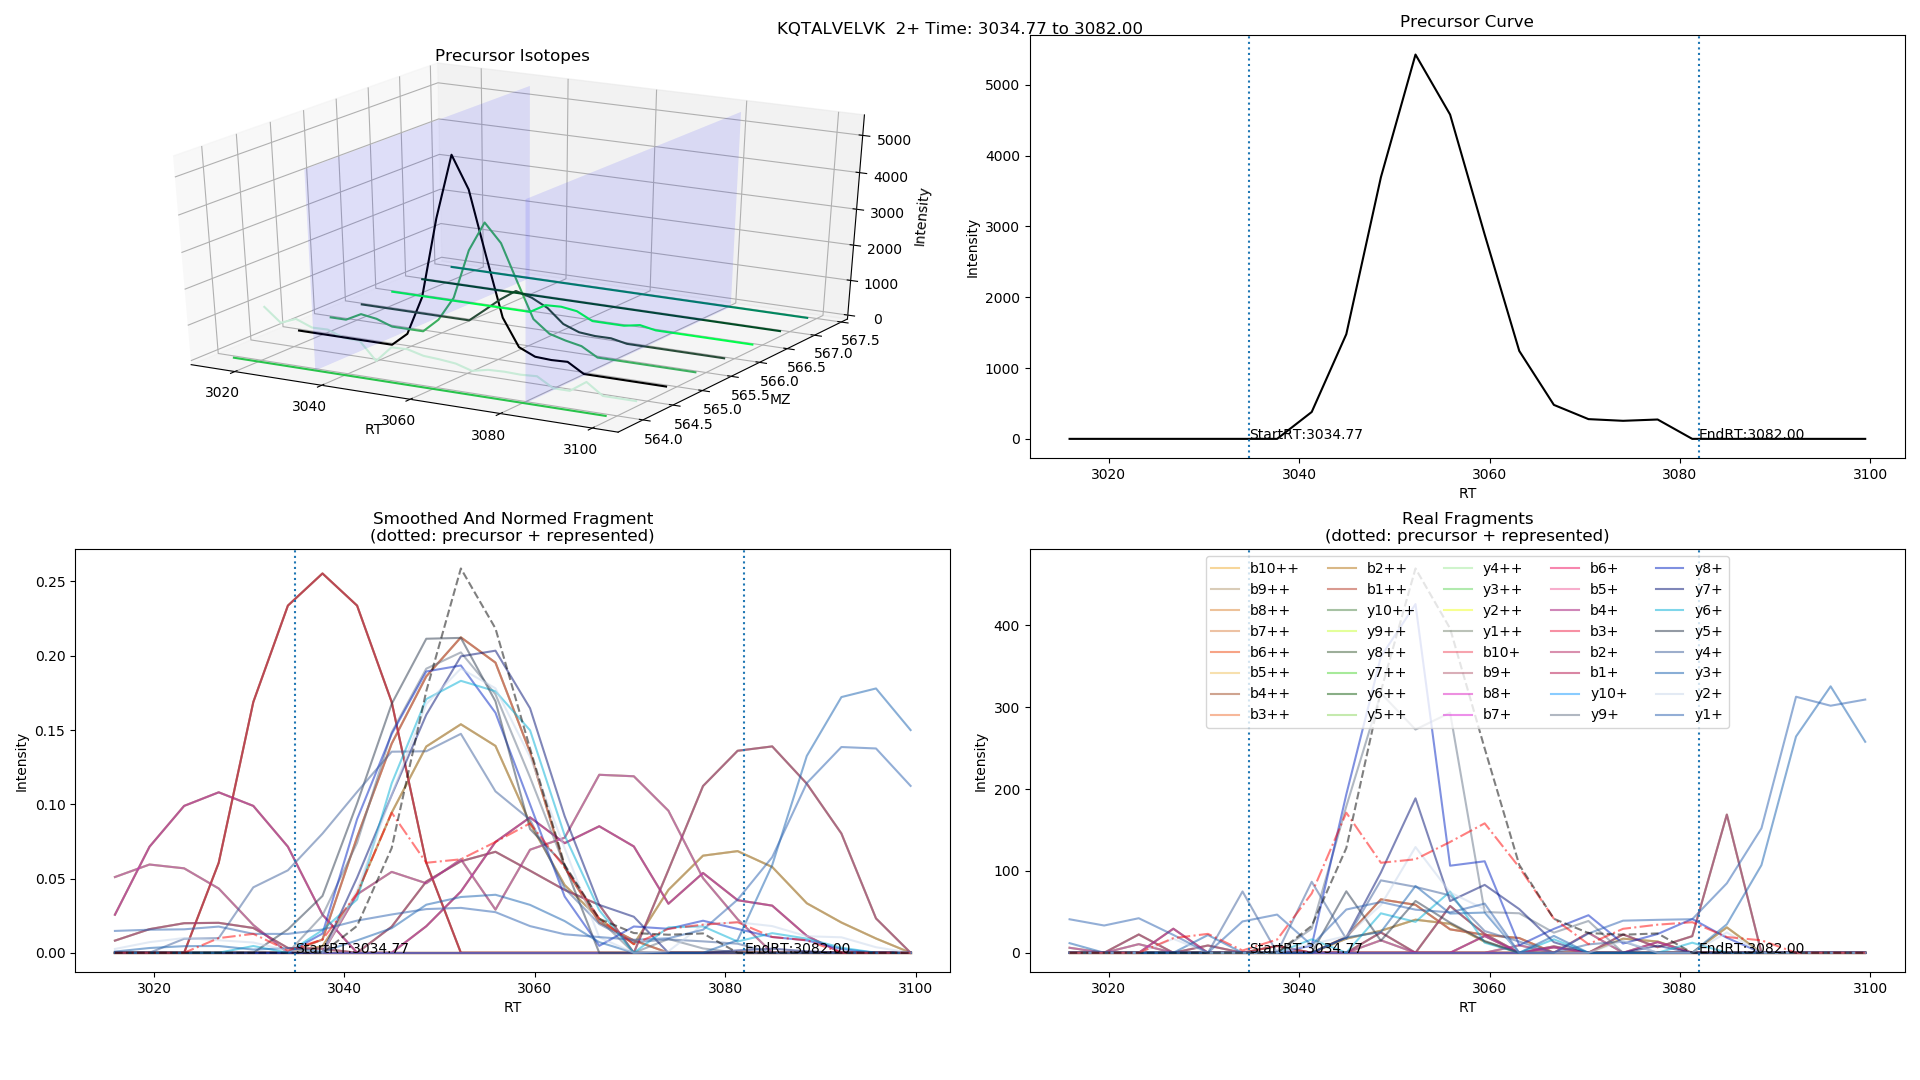 KQTALVELVK  2+ Time: 3034.77 to 3082.00
Precursor Isotopes
5000
4000
3000
2000
1000
0
Intensity
567.5
567.0
566.5
566.0
565.5
565.0
564.5
564.0
MZ
3020
3040
3060
3080
3100
RT
Precursor Curve
5000
4000
3000
2000
1000
0
Intensity
StartRT:3034.77
EndRT:3082.00
3020
3040
3060
3080
3100
RT
Smoothed And Normed Fragment
(dotted: precursor + represented)
0.25
0.20
0.15
0.10
0.05
0.00
Intensity
StartRT:3034.77
EndRT:3082.00
3020
3040
3060
3080
3100
RT
Real Fragments
(dotted: precursor + represented)
400
300
200
100
0
Intensity
b10++
b9++
b8++
b7++
b6++
b5++
b4++
b3++
b2++
b1++
y10++
y9++
y8++
y7++
y6++
y5++
y4++
y3++
y2++
y1++
b10+
b9+
b8+
b7+
b6+
b5+
b4+
b3+
b2+
b1+
y10+
y9+
y8+
y7+
y6+
y5+
y4+
y3+
y2+
y1+
StartRT:3034.77
EndRT:3082.00
3020
3040
3060
3080
3100
RT